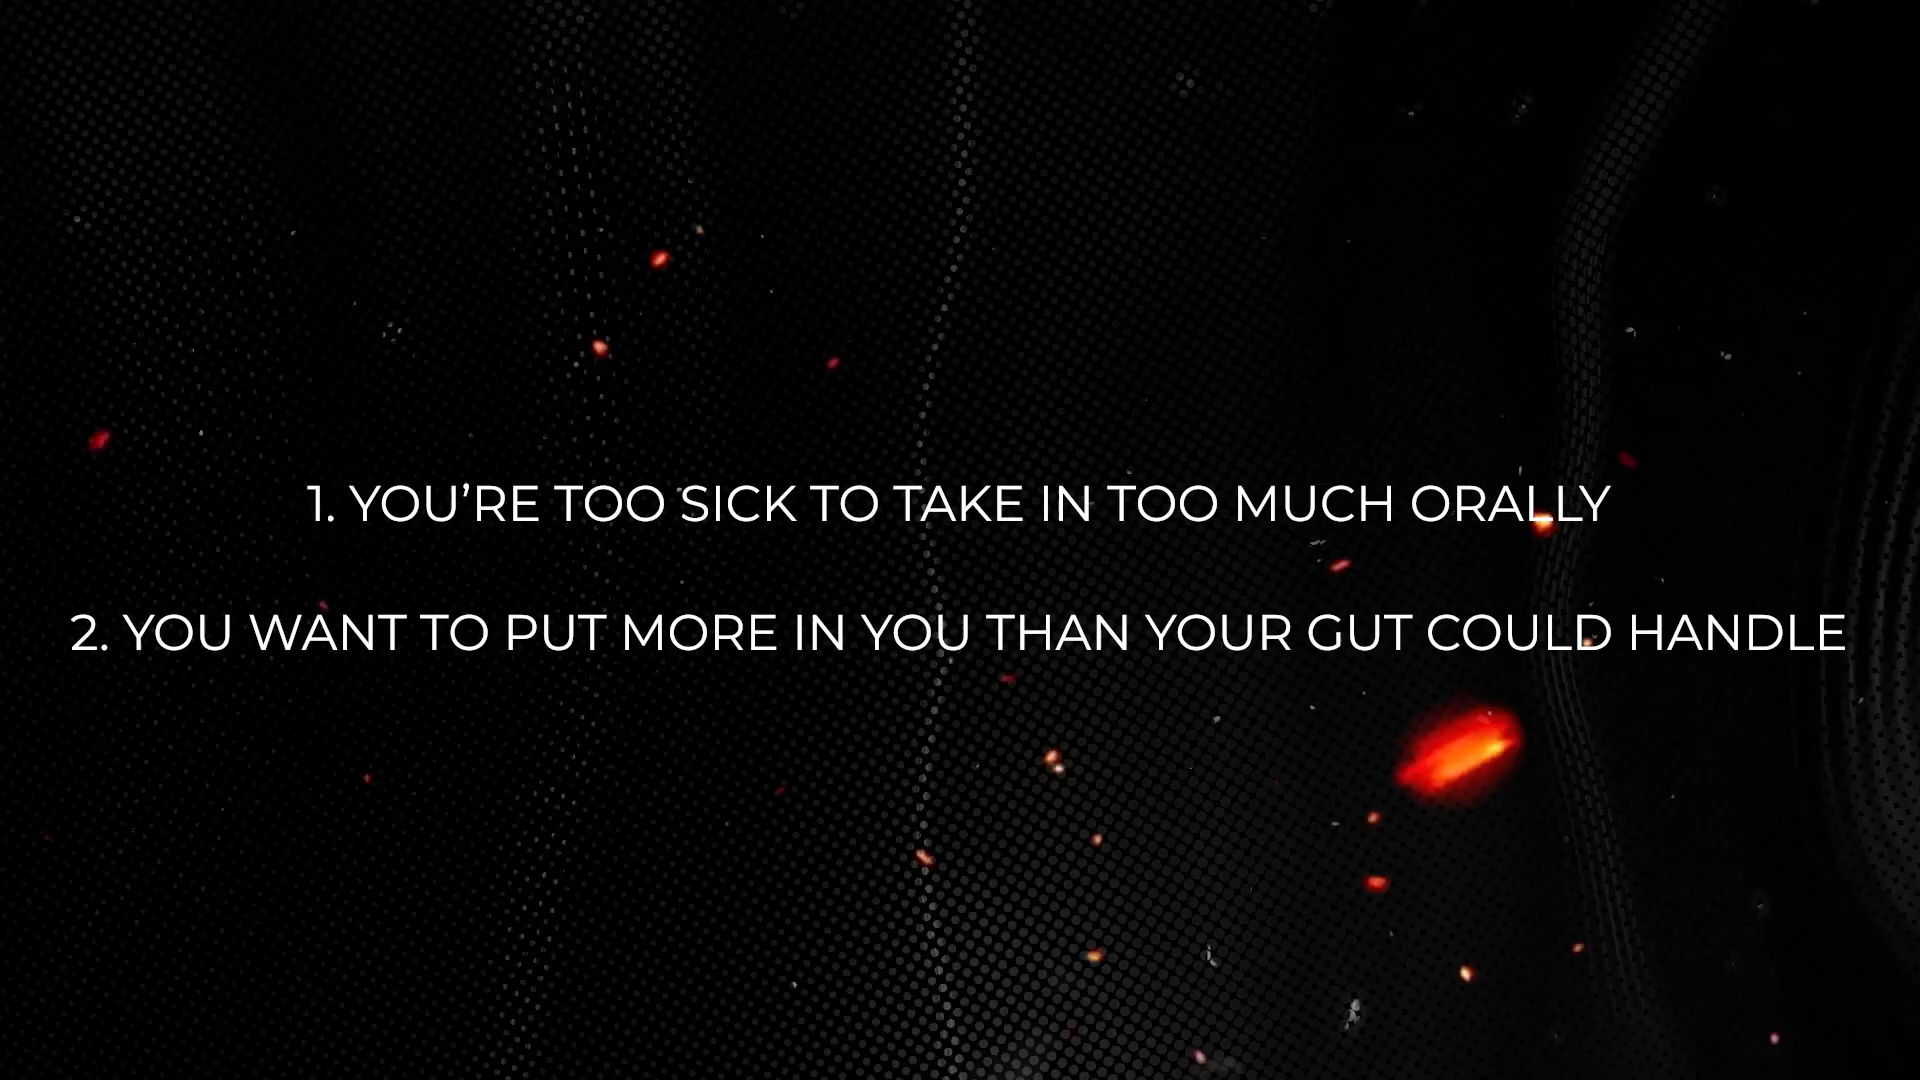 1. YOU’RE TOO SICK TO TAKE IN TOO MUCH ORALLY
2. YOU WANT TO PUT MORE IN YOU THAN YOUR GUT COULD HANDLE